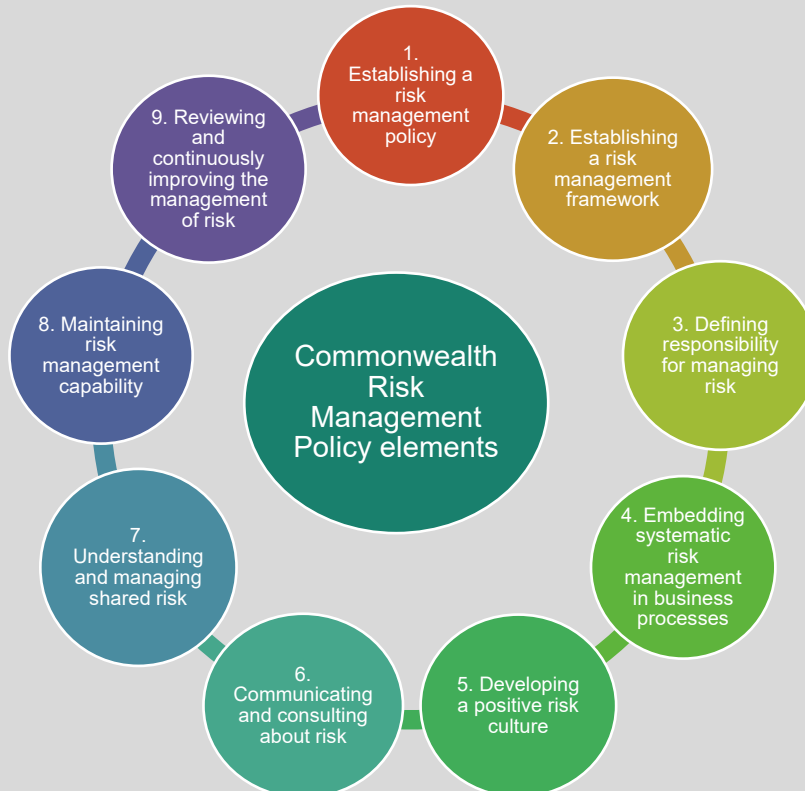 1.
Establishing a
risk
management
policy
2. Establishing
a risk
management
framework
3. Defining
responsibility
for managing
risk
4. Embedding
systematic
risk
management
in business
processes
5. Developing
a positive risk
culture
6.
Communicating
and consulting
about risk
7.
Understanding
and managing
shared risk
8. Maintaining
risk
management
capability
9. Reviewing
and
continuously
improving the
management
of risk
Commonwealth
Risk
Management
Policy elements